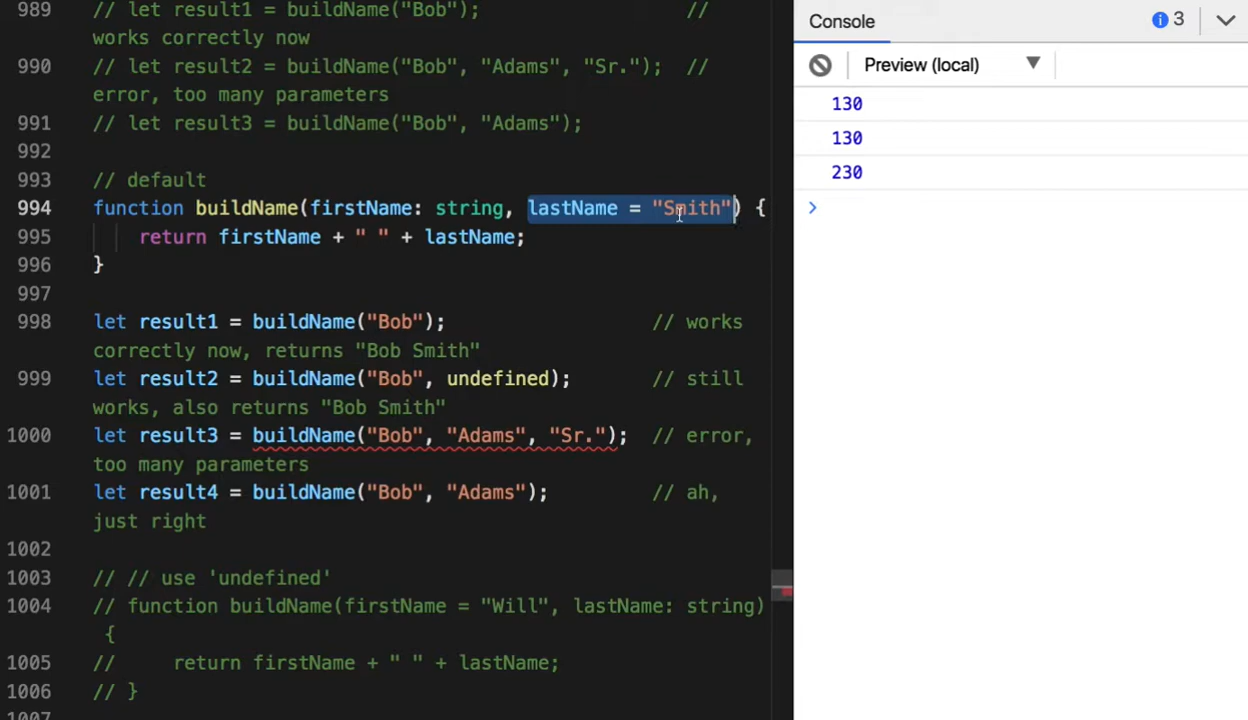 989 // let result1 = buildName("Bob"); //
works correctly now
990 // let result2 = buildName("Bob", "Adams", "Sr."); //
error, too many parameters
991 // let result3 = buildName("Bob", "Adams");
992
993 // default
994 function buildName(firstName: string, lastName = "Smith") {
995 return firstName + " " + lastName;
996 }
997
998 let result1 = buildName("Bob"); // works
correctly now, returns "Bob Smith"
999 let result2 = buildName("Bob", undefined); // still
works, also returns "Bob Smith"
1000 let result3 = buildName("Bob", "Adams", "Sr."); // error,
too many parameters
1001 let result4 = buildName("Bob", "Adams"); // ah,
just right
1002
1003 // // use 'undefined'
1004 // function buildName(firstName = "Will", lastName: string)
{
1005 // return firstName + " " + lastName;
1006 // }
1007
Console 3
Preview (local)
130
130
230